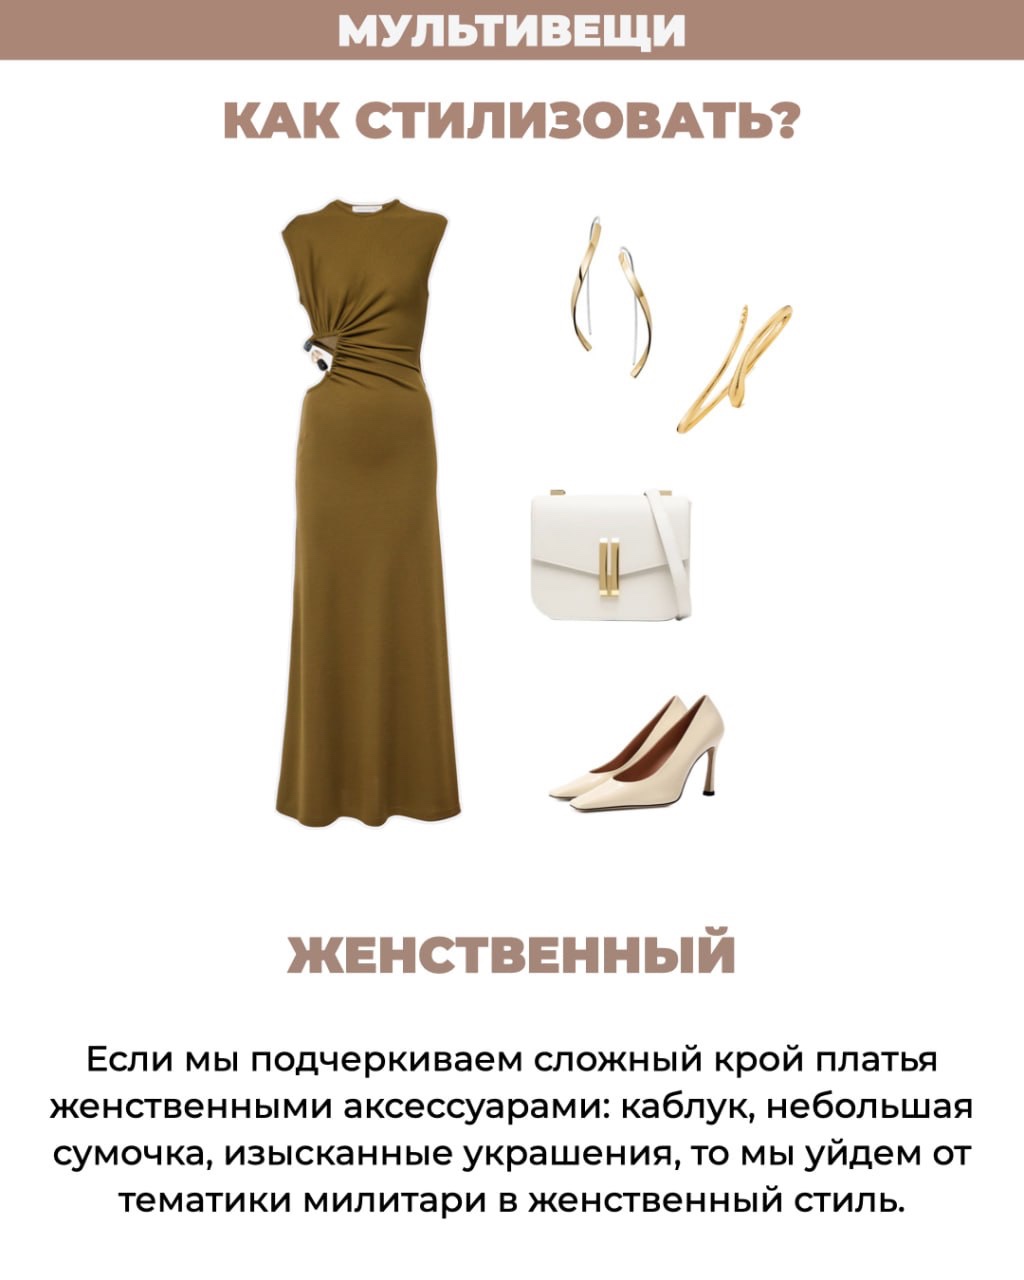 МУЛЬТИВЕЩИ
КАК СТИЛИЗОВАТЬ?
ЖЕНСТВЕННЫЙ
Если мы подчеркиваем сложный крой платья
женственными аксессуарами: каблук, небольшая
сумочка, изысканные украшения, то мы уйдем от
тематики милитари в женственный стиль.